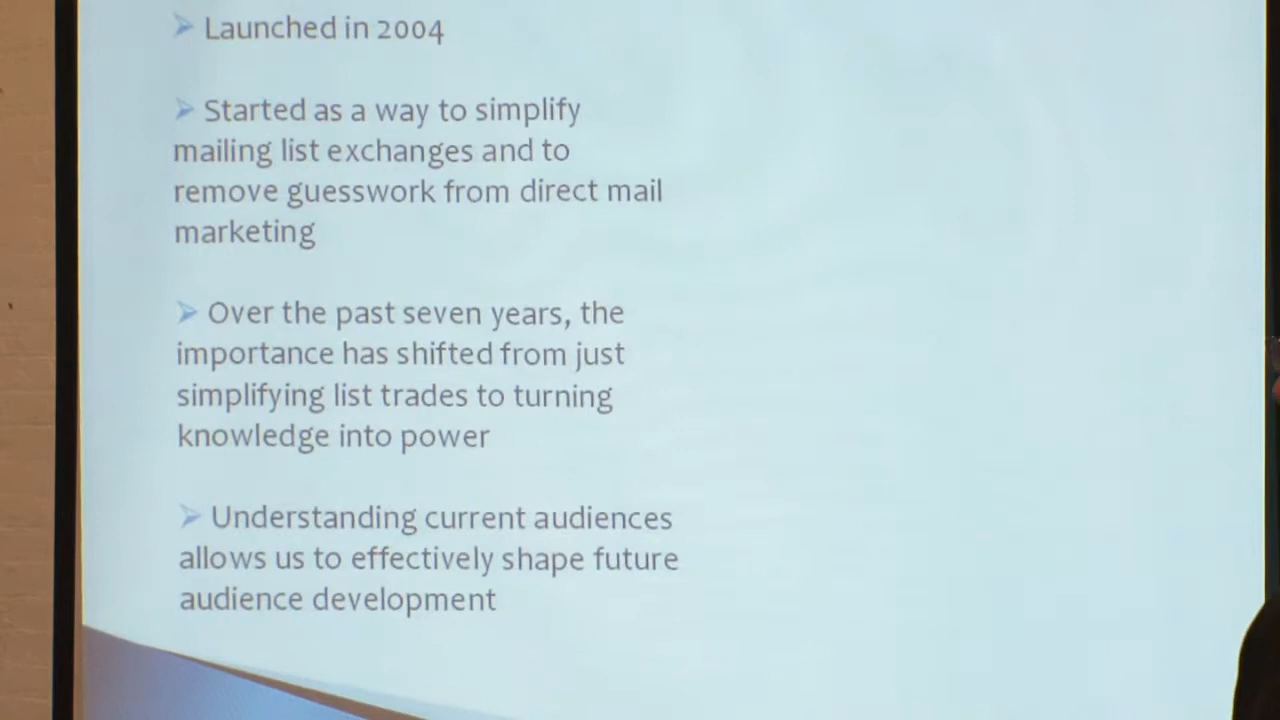 Launched in 2004
Started as a way to simplify
mailing list exchanges and to
remove guesswork from direct mail
marketing
Over the past seven years, the
importance has shifted from just
simplifying list trades to turning
knowledge into power
Understanding current audiences
allows us to effectively shape future
audience development